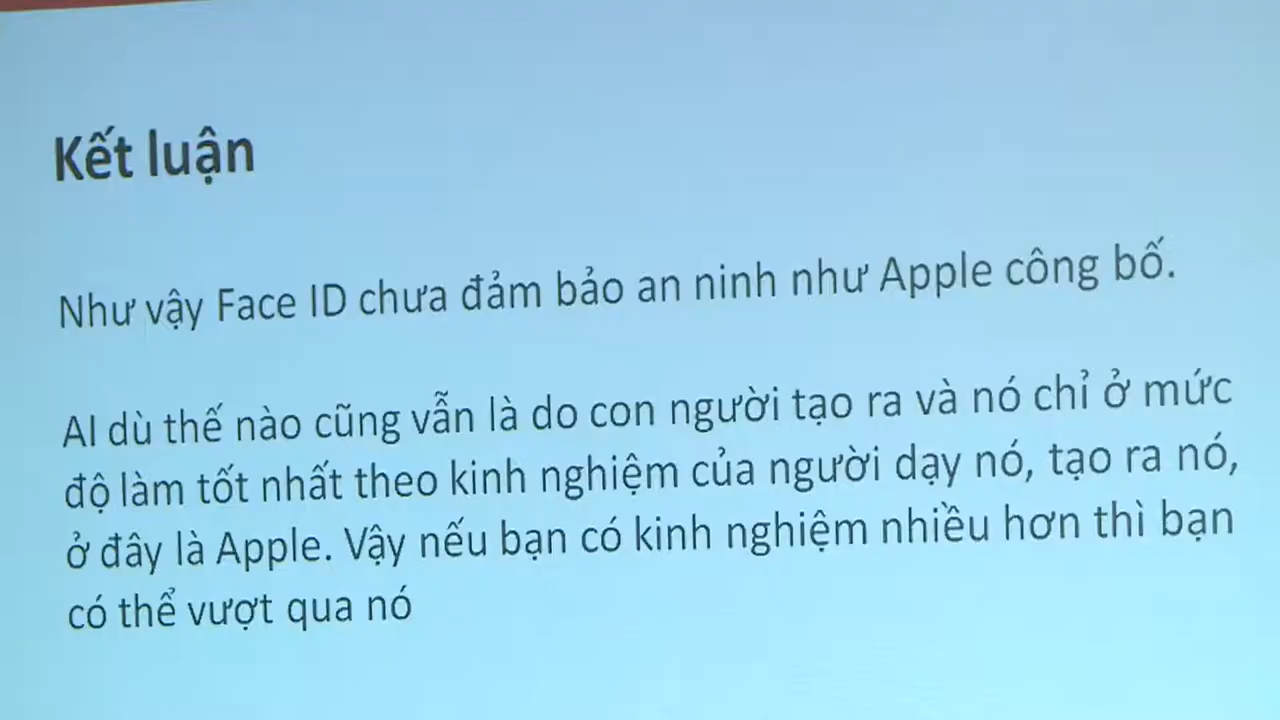 Kết luận
Như vậy Face ID chưa đảm bảo an ninh như Apple công bố.
AI dù thế nào cũng vẫn là do con người tạo ra và nó chỉ ở mức
độ làm tốt nhất theo kinh nghiệm của người dạy nó, tạo ra nó,
ở đây là Apple. Vậy nếu bạn có kinh nghiệm nhiều hơn thì bạn
có thể vượt qua nó